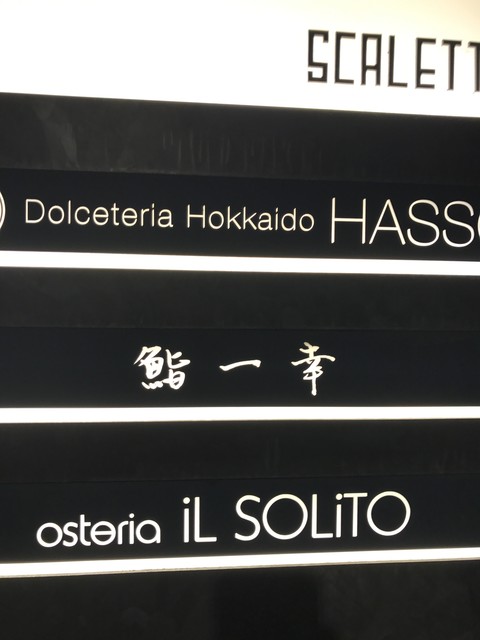 SCALETT
Dolceteria Hokkaido HASS
鮨 一 幸
osteria iL SOLiTO